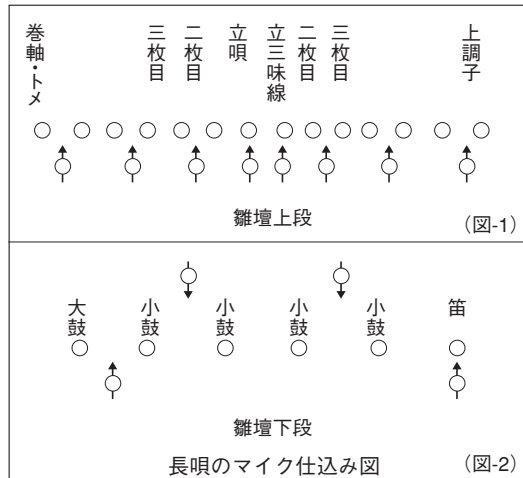 巻軸・トメ
三枚目
二枚目
立唄
立三味線
二枚目
三枚目
上調子
雛壇上段
(図-1)
大鼓
小鼓
小鼓
小鼓
小鼓
笛
雛壇下段
長唄のマイク仕込み図
(図-2)